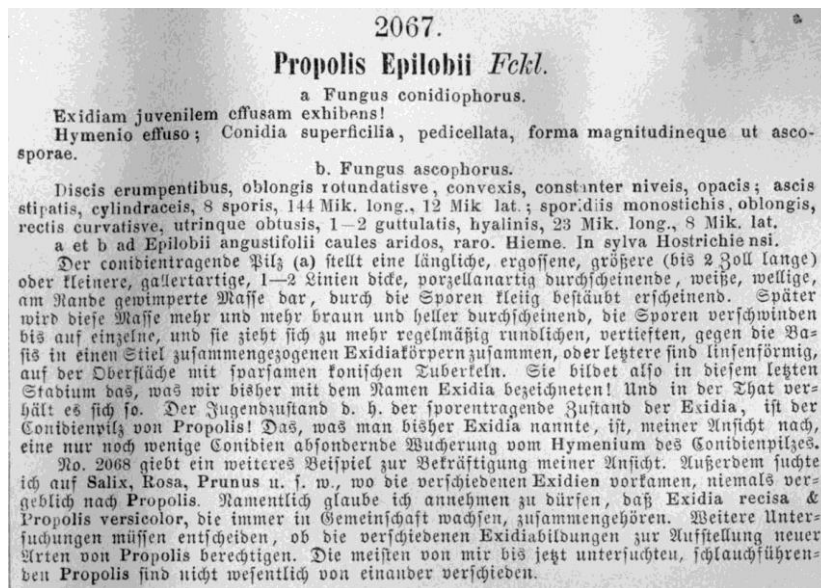 2067.
Propolis Epilobii Fckl.
a Fungus conidiophorus.
Exidiam juvenilem effusam exhibens!
Hymenio effuso; Conidia superficilia, pedicellata, forma magnitudineque ut asco-
sporae.
b. Fungus ascophorus.
Discis erumpentibus, oblongis rotundatisve, convexis, constanter niveis, opacis; ascis
stipatis, cylindraceis, 8 sporis, 144 Mik. long., 12 Mik lat.; sporidiis monostichis, oblongis,
rectis curvatisve, utrinque obtusis, 1—2 guttulatis, hyalinis, 23 Mik. long., 8 Mik. lat.
a et b ad Epilobii angustifolii caules aridos, raro. Hieme. In sylva Hostrichiensi.
Der conidientragende Pilz (a) stellt eine längliche, ergossene, größere (bis 2 Zoll lange)
oder kleinere, gallertartige, 1—2 Linien dicke, porzellanartig durchscheinende, weiße, wellige,
am Rande gewimperte Masse dar, durch die Sporen kleiig bestäubt erscheinend. Später
wird diese Masse mehr und mehr braun und heller durchscheinend, die Sporen verschwinden
bis auf einzelne, und sie zieht sich zu mehr regelmäßig rundlichen, vertieften, gegen die Ba-
sis in einen Stiel zusammengezogenen Exidiakörpern zusammen, oder letztere sind linsenförmig,
auf der Oberfläche mit sparsamen konischen Tuberkeln. Sie bildet also in diesem letzten
Stadium das, was wir bisher mit dem Namen Exidia bezeichneten! Und in der That ver-
hält es sich so. Der Jugendzustand d. h. der sporentragende Zustand der Exidia, ist der
Conidienpilz von Propolis! Das, was man bisher Exidia nannte, ist, meiner Ansicht nach,
eine nur noch wenige Conidien absondernde Wucherung vom Hymenium des Conidienpilzes.
No. 2068 giebt ein weiteres Beispiel zur Bekräftigung meiner Ansicht. Außerdem suchte
ich auf Salix, Rosa, Prunus u. s. w., wo die verschiedenen Exidien vorkamen, niemals ver-
geblich nach Propolis. Namentlich glaube ich annehmen zu dürfen, daß Exidia recisa &
Propolis versicolor, die immer in Gemeinschaft wachsen, zusammengehören. Weitere Unter-
suchungen müssen entscheiden, ob die verschiedenen Exidiabildungen zur Aufstellung neuer
Arten von Propolis berechtigen. Die meisten von mir bis jetzt untersuchten, schlauchführen-
den Propolis sind nicht wesentlich von einander verschieden.